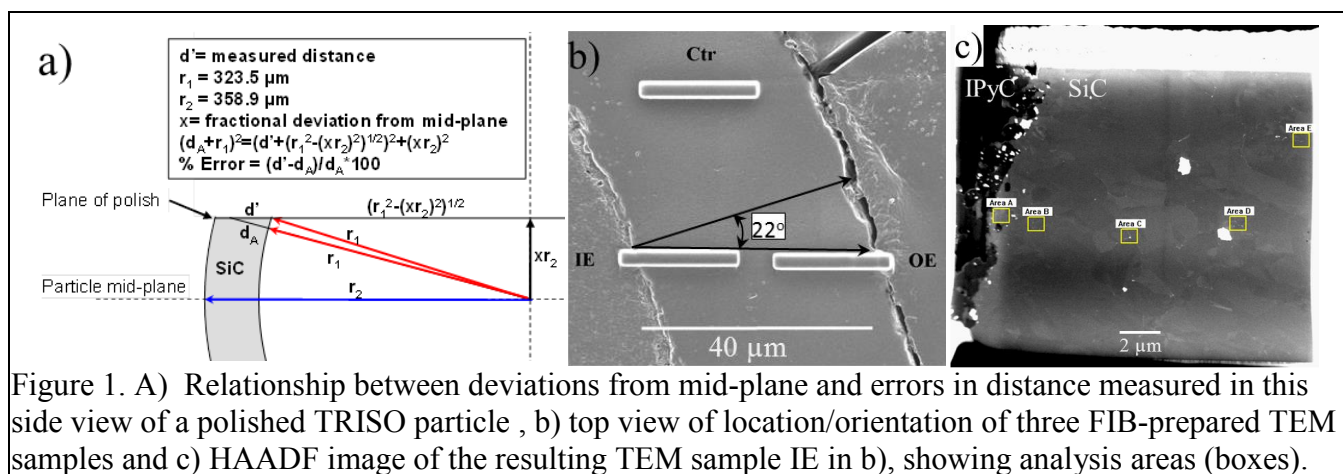 a)
d'= measured distance
r₁ = 323.5 µm
r₂ = 358.9 µm
x= fractional deviation from mid-plane
(d_A+r₁)²=(d'+(r₁²-(xr₂)²)^1/2)²+(xr₂)²
% Error = (d'-d_A)/d_A*100
Plane of polish
d'
(r₁²-(xr₂)²)^1/2
d_A
r₁
r₁
SiC
xr₂
Particle mid-plane
r₂
b)
Ctr
22°
IE
OE
40 µm
c)
IPyC
SiC
Area E
Area A
Area B
Area C
Area D
2 µm
Figure 1. A) Relationship between deviations from mid-plane and errors in distance measured in this
side view of a polished TRISO particle , b) top view of location/orientation of three FIB-prepared TEM
samples and c) HAADF image of the resulting TEM sample IE in b), showing analysis areas (boxes).